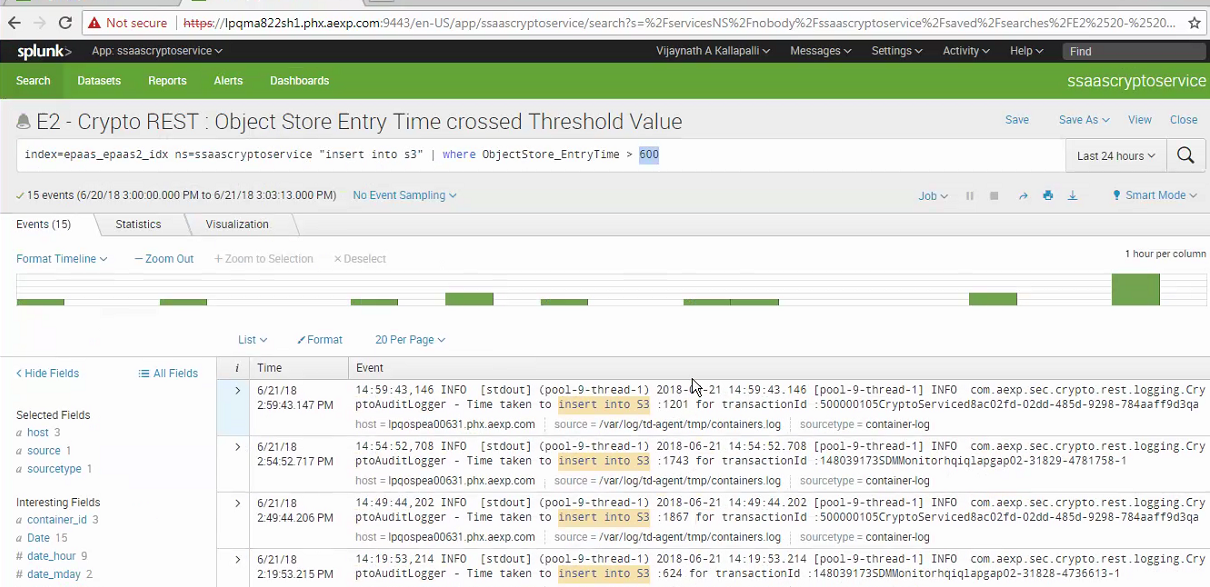 Not secure https://lpqma822sh1.phx.aexp.com:9443/en-US/app/ssaascryptoservice/search?s=%2FservicesNS%2Fnobody%2Fssaascryptoservice%2Fsaved%2Fsearches%2FE2%2520-%2520...
splunk> App: ssaascryptoservice Vijaynath A Kallapalli Messages Settings Activity Help Find
Search Datasets Reports Alerts Dashboards ssaascryptoservice
E2 - Crypto REST : Object Store Entry Time crossed Threshold Value Save Save As View Close
index=epaas_epaas2_idx ns=ssaascryptoservice "insert into s3" | where ObjectStore_EntryTime > 600 Last 24 hours
15 events (6/20/18 3:00:00.000 PM to 6/21/18 3:03:13.000 PM) No Event Sampling Job Smart Mode
Events (15) Statistics Visualization
Format Timeline – Zoom Out + Zoom to Selection × Deselect 1 hour per column
List Format 20 Per Page
< Hide Fields All Fields i Time Event
Selected Fields
a host 3
a source 1
a sourcetype 1
Interesting Fields
a container_id 3
a Date 15
# date_hour 9
# date_mday 2
> 6/21/18 14:59:43,146 INFO [stdout] (pool-9-thread-1) 2018-06-21 14:59:43.146 [pool-9-thread-1] INFO com.aexp.sec.crypto.rest.logging.Cry
2:59:43.147 PM ptoAuditLogger - Time taken to insert into S3 :1201 for transactionId :500000105CryptoServiced8ac02fd-02dd-485d-9298-784aaff9d3qa
host = lpqospea00631.phx.aexp.com source = /var/log/td-agent/tmp/containers.log sourcetype = container-log
> 6/21/18 14:54:52,708 INFO [stdout] (pool-9-thread-1) 2018-06-21 14:54:52.708 [pool-9-thread-1] INFO com.aexp.sec.crypto.rest.logging.Cry
2:54:52.717 PM ptoAuditLogger - Time taken to insert into S3 :1743 for transactionId :148039173SDMMonitorhqiqlapgap02-31829-4781758-1
host = lpqospea00631.phx.aexp.com source = /var/log/td-agent/tmp/containers.log sourcetype = container-log
> 6/21/18 14:49:44,202 INFO [stdout] (pool-9-thread-1) 2018-06-21 14:49:44.202 [pool-9-thread-1] INFO com.aexp.sec.crypto.rest.logging.Cry
2:49:44.206 PM ptoAuditLogger - Time taken to insert into S3 :1867 for transactionId :500000105CryptoServiced8ac02fd-02dd-485d-9298-784aaff9d3qa
host = lpqospea00631.phx.aexp.com source = /var/log/td-agent/tmp/containers.log sourcetype = container-log
> 6/21/18 14:19:53,214 INFO [stdout] (pool-9-thread-1) 2018-06-21 14:19:53.214 [pool-9-thread-1] INFO com.aexp.sec.crypto.rest.logging.Cry
2:19:53.215 PM ptoAuditLogger - Time taken to insert into S3 :624 for transactionId :148039173SDMMonitorhqiqlapgap02-31828-4736613-1